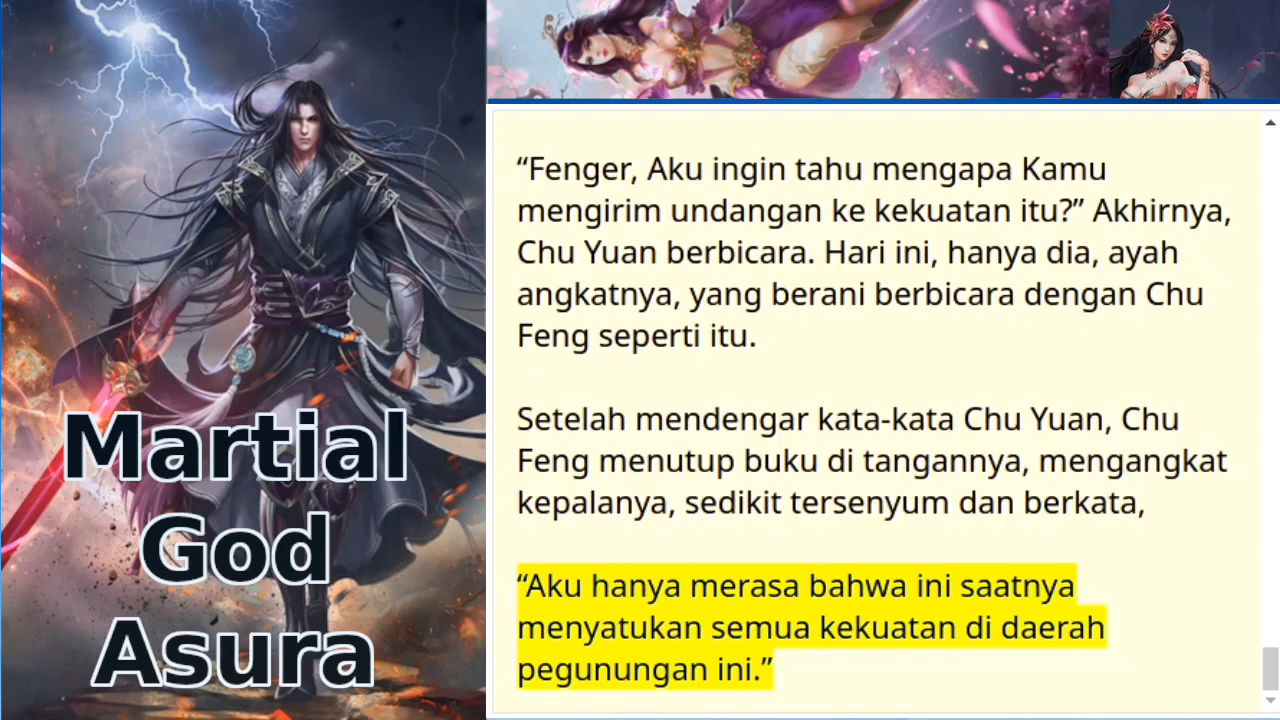 Martial
God
Asura
“Fenger, Aku ingin tahu mengapa Kamu
mengirim undangan ke kekuatan itu?” Akhirnya,
Chu Yuan berbicara. Hari ini, hanya dia, ayah
angkatnya, yang berani berbicara dengan Chu
Feng seperti itu.
Setelah mendengar kata-kata Chu Yuan, Chu
Feng menutup buku di tangannya, mengangkat
kepalanya, sedikit tersenyum dan berkata,
“Aku hanya merasa bahwa ini saatnya
menyatukan semua kekuatan di daerah
pegunungan ini.”